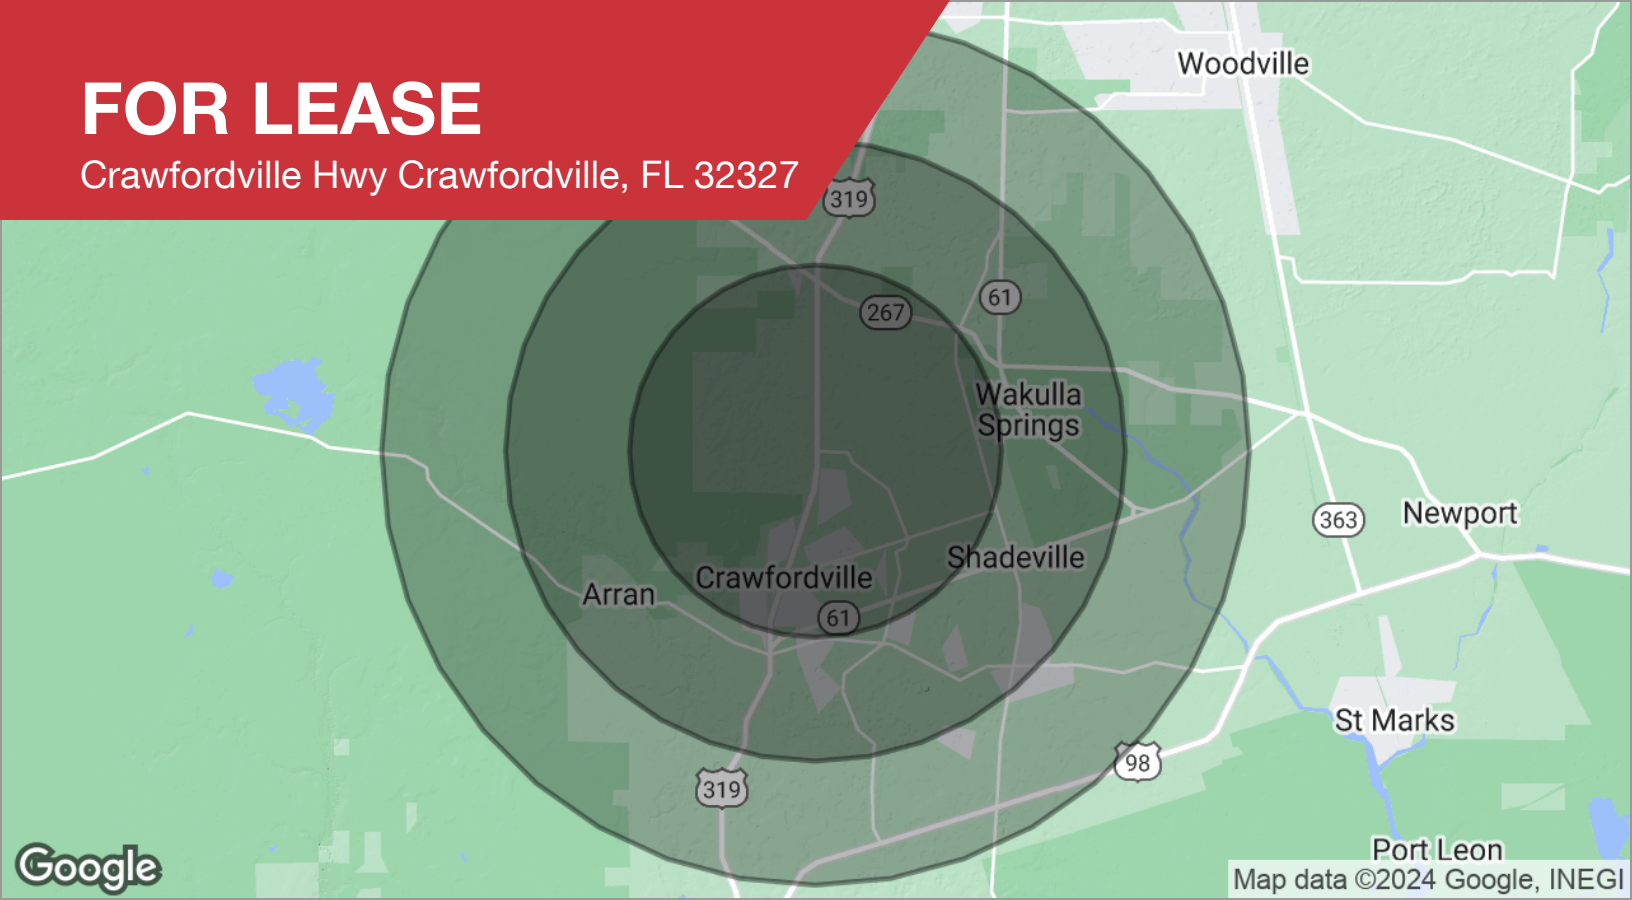 FOR LEASE
Crawfordville Hwy Crawfordville, FL 32327
Woodville
319
267
61
Wakulla
Springs
363
Newport
Shadeville
Crawfordville
Arran
61
St Marks
98
319
Port Leon
Google
Map data ©2024 Google, INEGI